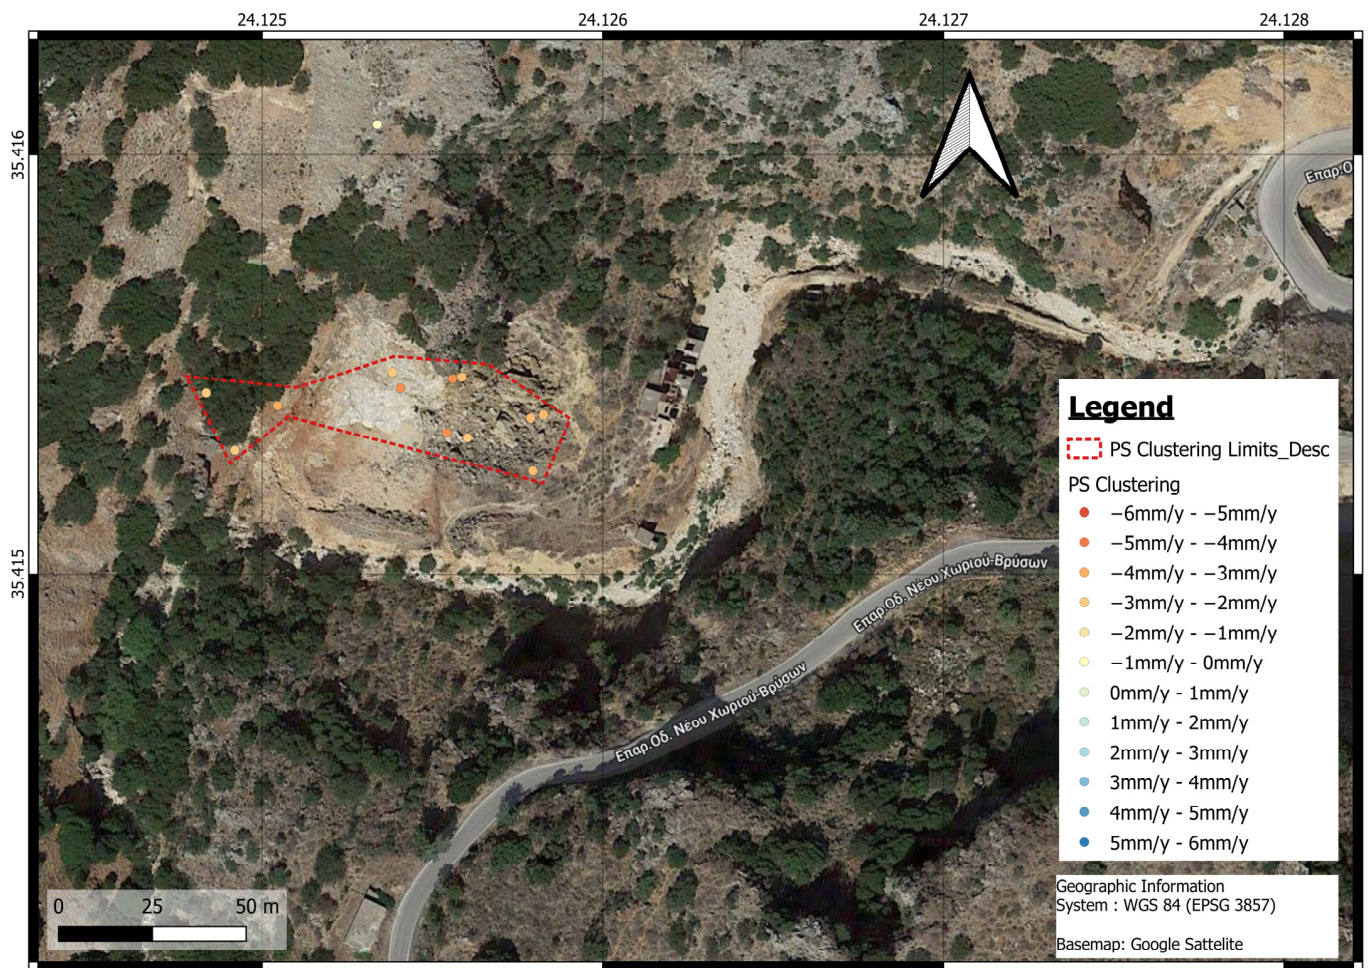 24.125
24.126
24.127
24.128
35.416
Επαρ.Ο
35.415
Επαρ.Οδ. Νέου Χωριού-Βρύσων
Επαρ.Οδ. Νέου Χωριού-Βρύσων
Legend
PS Clustering Limits_Desc
PS Clustering
−6mm/y - −5mm/y
−5mm/y - −4mm/y
−4mm/y - −3mm/y
−3mm/y - −2mm/y
−2mm/y - −1mm/y
−1mm/y - 0mm/y
0mm/y - 1mm/y
1mm/y - 2mm/y
2mm/y - 3mm/y
3mm/y - 4mm/y
4mm/y - 5mm/y
5mm/y - 6mm/y
0 25 50 m
Geographic Information
System : WGS 84 (EPSG 3857)
Basemap: Google Sattelite